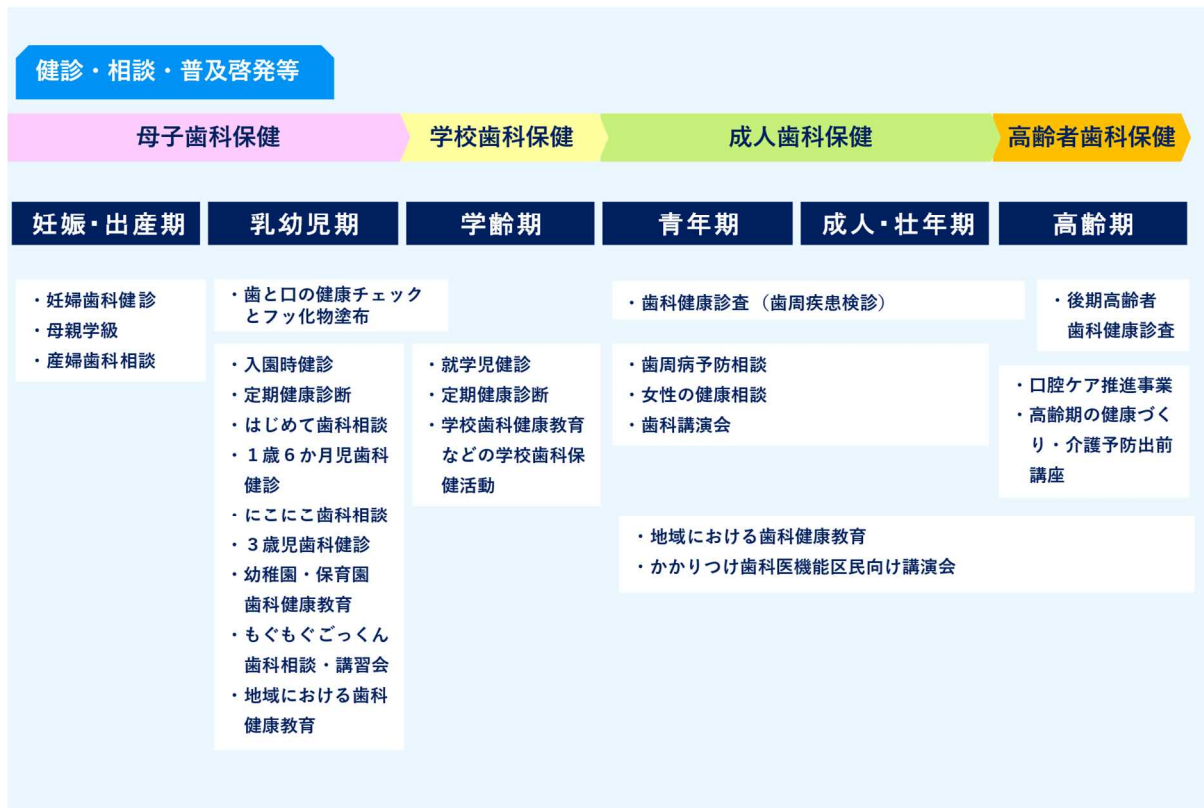 健診・相談・普及啓発等
母子歯科保健
学校歯科保健
成人歯科保健
高齢者歯科保健
妊娠・出産期
乳幼児期
学齢期
青年期
成人・壮年期
高齢期
・妊婦歯科健診
・母親学級
・産婦歯科相談
・歯と口の健康チェック
とフッ化物塗布
・入園時健診
・定期健康診断
・はじめて歯科相談
・１歳６か月児歯科
健診
・にこにこ歯科相談
・３歳児歯科健診
・幼稚園・保育園
歯科健康教育
・もぐもぐごっくん
歯科相談・講習会
・地域における歯科
健康教育
・就学児健診
・定期健康診断
・学校歯科健康教育
などの学校歯科保
健活動
・歯科健康診査（歯周疾患検診）
・歯周病予防相談
・女性の健康相談
・歯科講演会
・後期高齢者
歯科健康診査
・口腔ケア推進事業
・高齢期の健康づく
り・介護予防出前
講座
・地域における歯科健康教育
・かかりつけ歯科医機能区民向け講演会